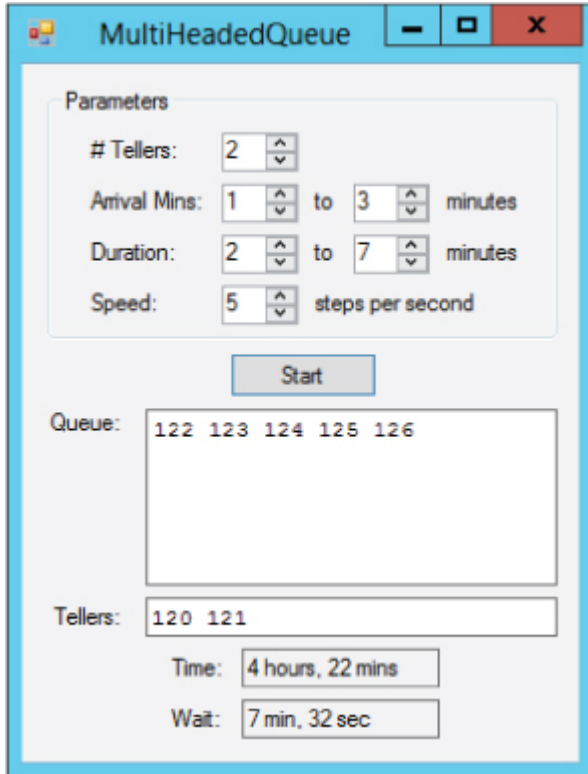 MultiHeadedQueue
Parameters
# Tellers: 2
Arrival Mins: 1 to 3 minutes
Duration: 2 to 7 minutes
Speed: 5 steps per second
Start
Queue: 122 123 124 125 126
Tellers: 120 121
Time: 4 hours, 22 mins
Wait: 7 min, 32 sec